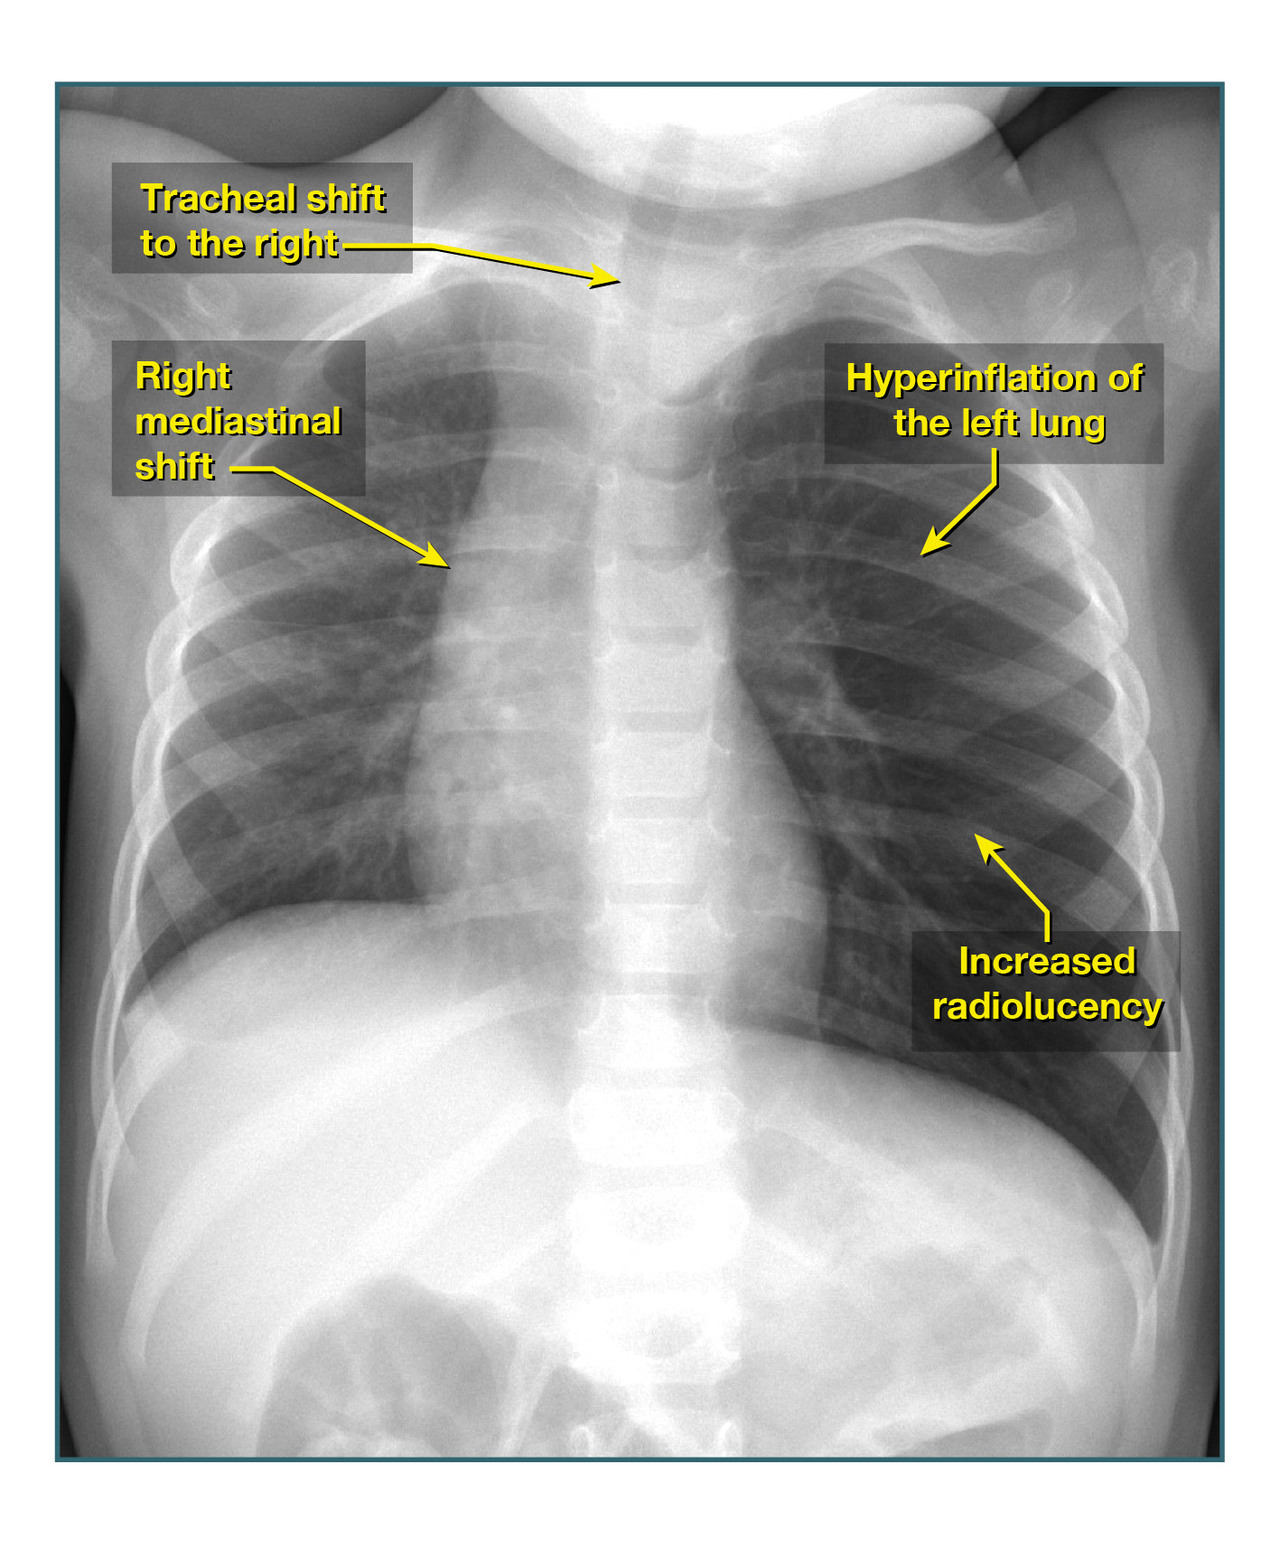 Tracheal shift
to the right
Right
mediastinal
shift
Hyperinflation of
the left lung
Increased
radiolucency